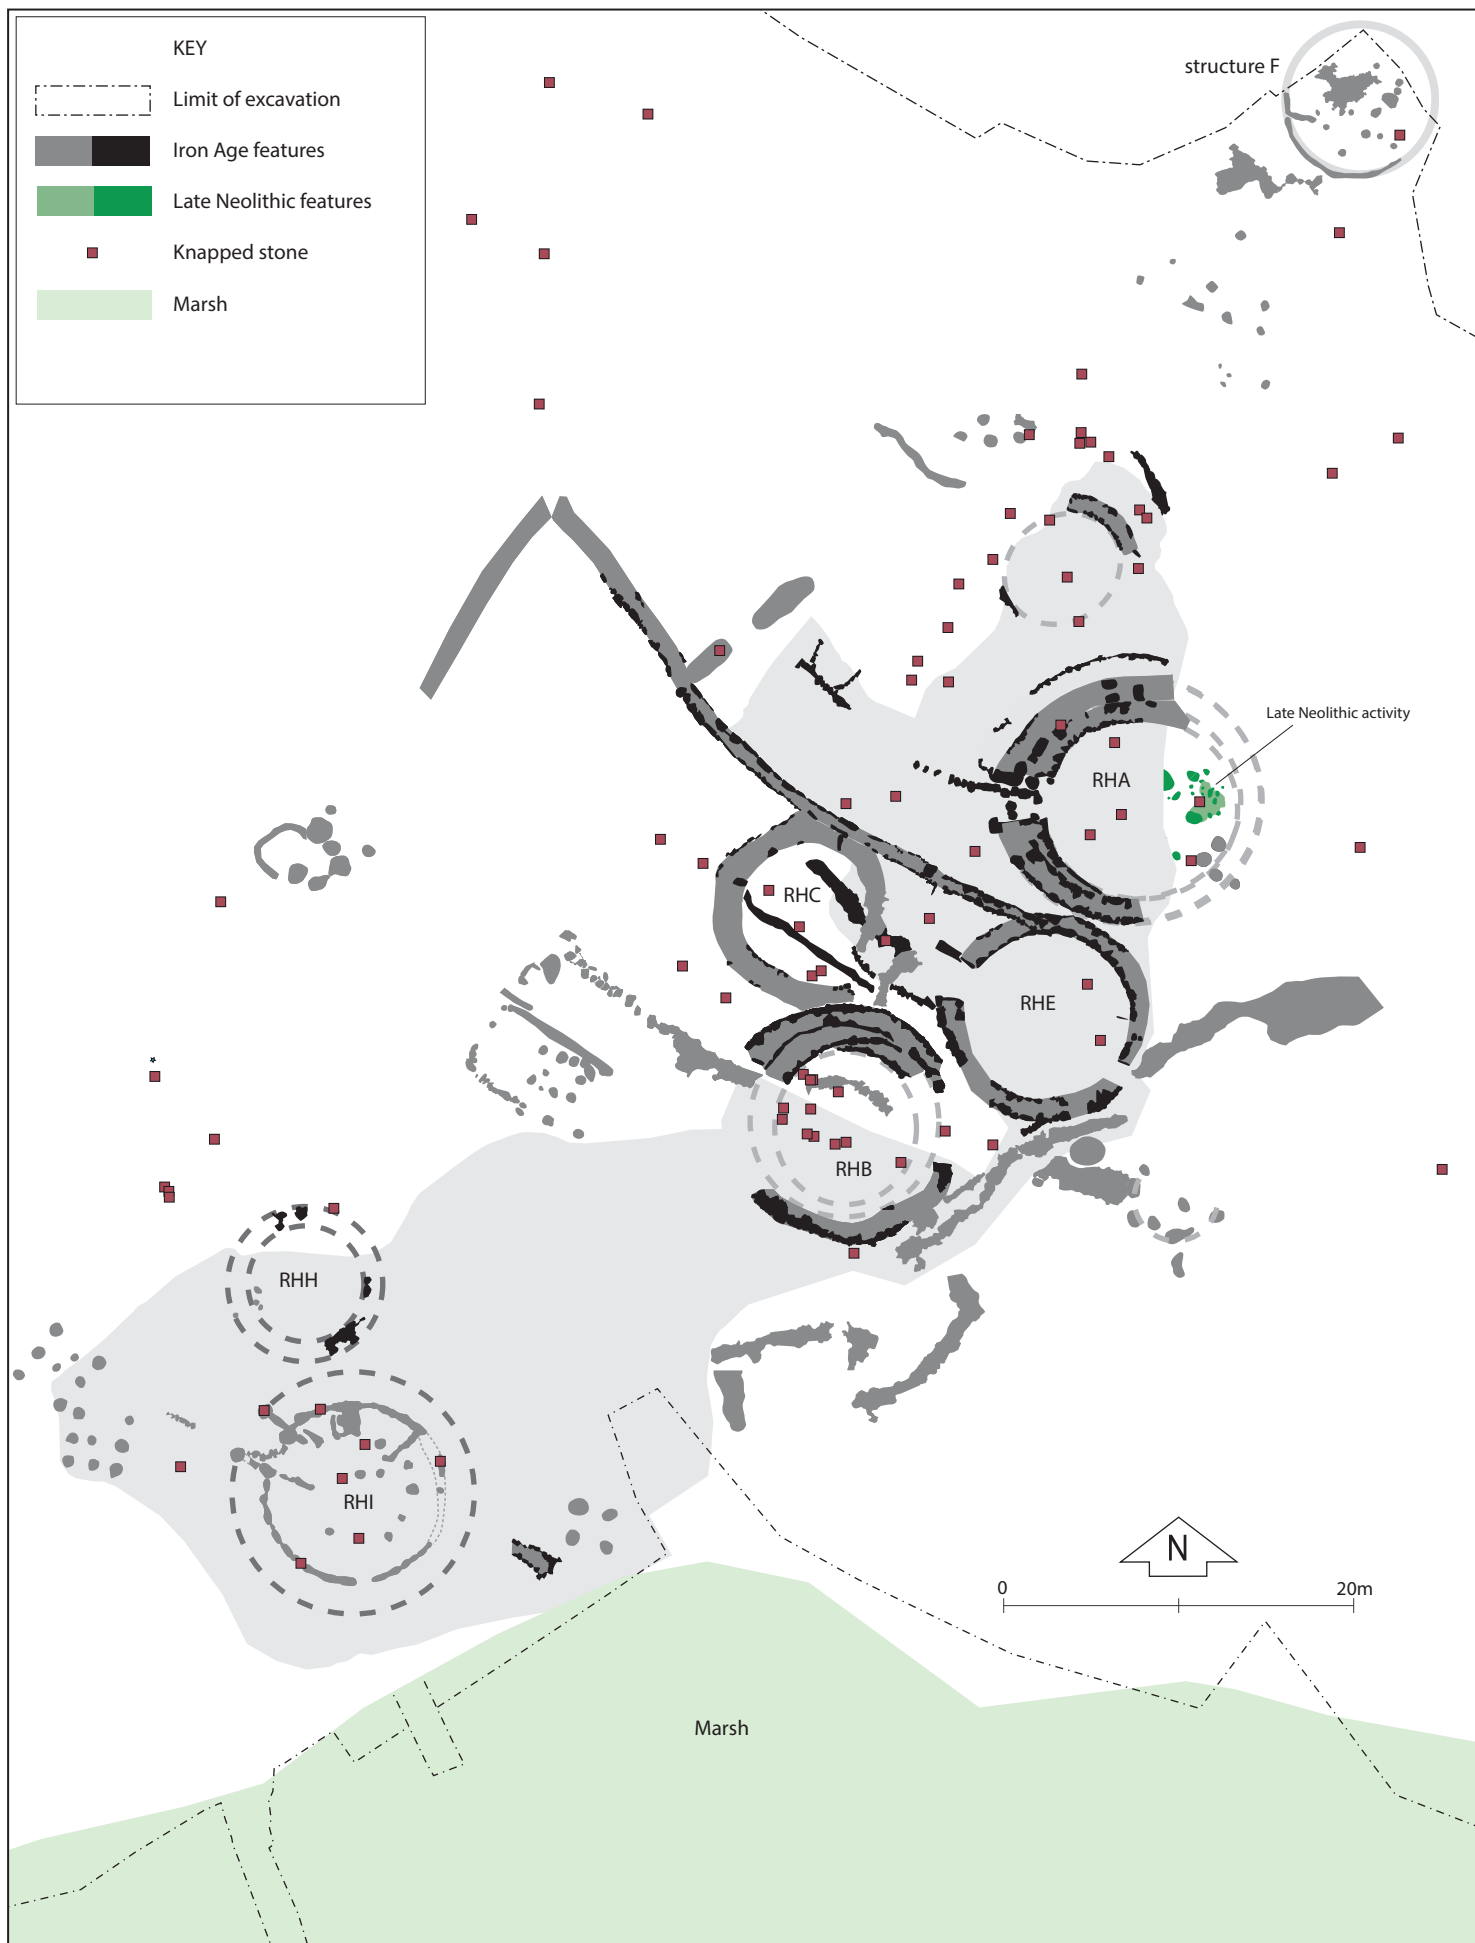 KEY
Limit of excavation
Iron Age features
Late Neolithic features
Knapped stone
Marsh
structure F
Late Neolithic activity
RHA
RHC
RHE
RHB
RHH
RHI
N
0 20m
Marsh